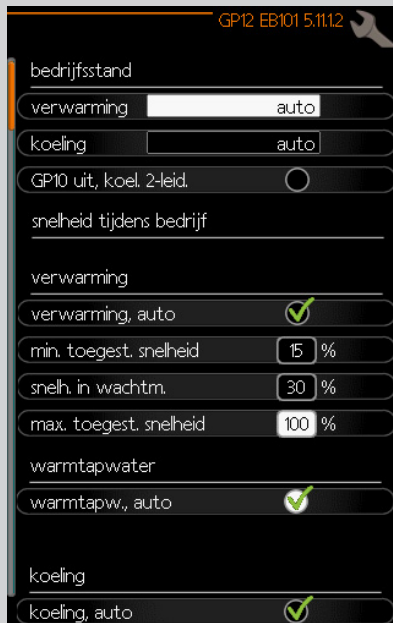 GP12 EB101 5.11.1.2
bedrijfsstand
verwarming auto
koeling auto
GP10 uit, koel. 2-leid.
snelheid tijdens bedrijf
verwarming
verwarming, auto
min. toegest. snelheid 15 %
snelh. in wachtm. 30 %
max. toegest. snelheid 100 %
warmtapwater
warmtapw., auto
koeling
koeling, auto